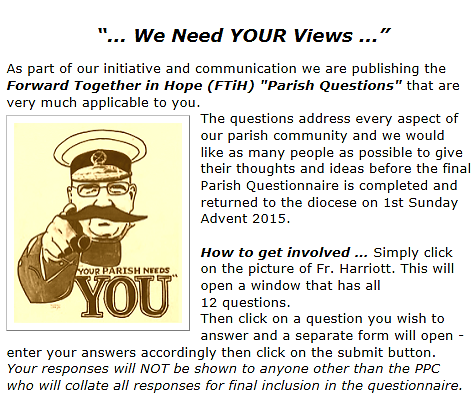 “... We Need YOUR Views ...”
As part of our initiative and communication we are publishing the
Forward Together in Hope (FTiH) "Parish Questions" that are
very much applicable to you.
The questions address every aspect of
our parish community and we would
like as many people as possible to give
their thoughts and ideas before the final
Parish Questionnaire is completed and
returned to the diocese on 1st Sunday
Advent 2015.
YOUR PARISH NEEDS
YOU"
How to get involved ... Simply click
on the picture of Fr. Harriott. This will
open a window that has all
12 questions.
Then click on a question you wish to
answer and a separate form will open -
enter your answers accordingly then click on the submit button.
Your responses will NOT be shown to anyone other than the PPC
who will collate all responses for final inclusion in the questionnaire.